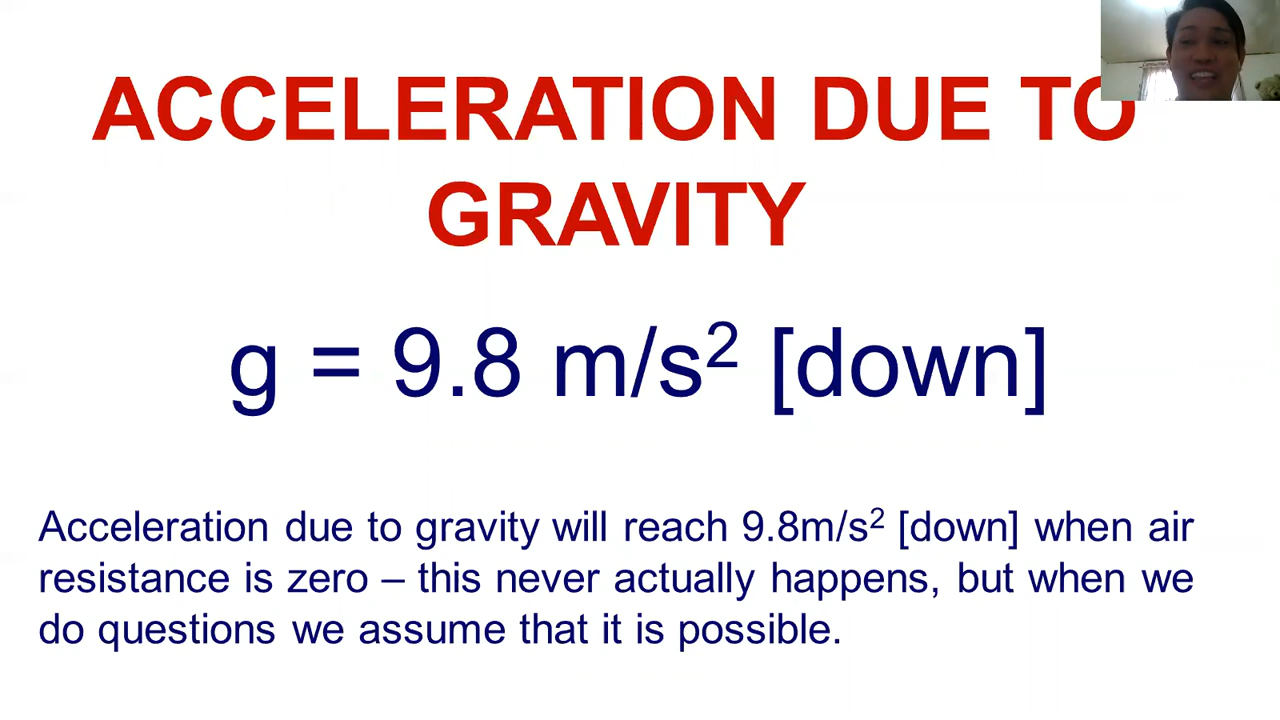 ACCELERATION DUE TO
GRAVITY
g = 9.8 m/s² [down]
Acceleration due to gravity will reach 9.8m/s² [down] when air
resistance is zero – this never actually happens, but when we
do questions we assume that it is possible.